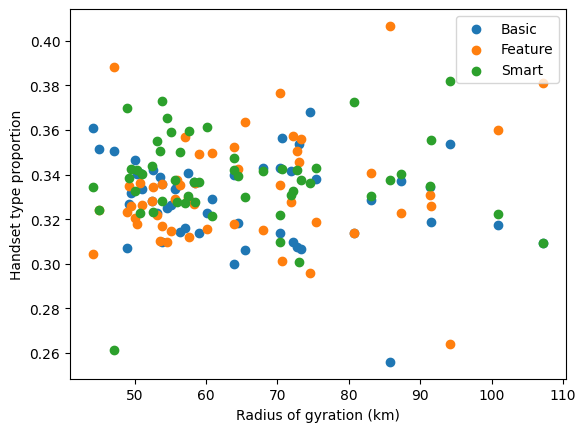 Basic
Feature
Smart
Handset type proportion
0.40
0.38
0.36
0.34
0.32
0.30
0.28
0.26
50 60 70 80 90 100 110
Radius of gyration (km)